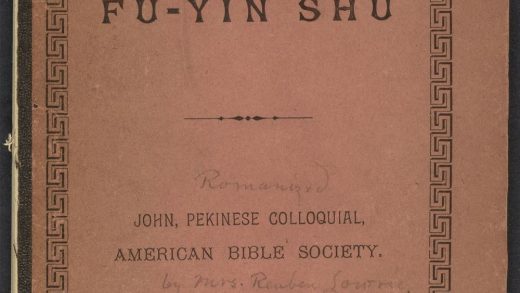 FU-YIN SHU
Romanized
JOHN, PEKINESE COLLOQUIAL,
AMERICAN BIBLE SOCIETY.
by Mrs. Reuben